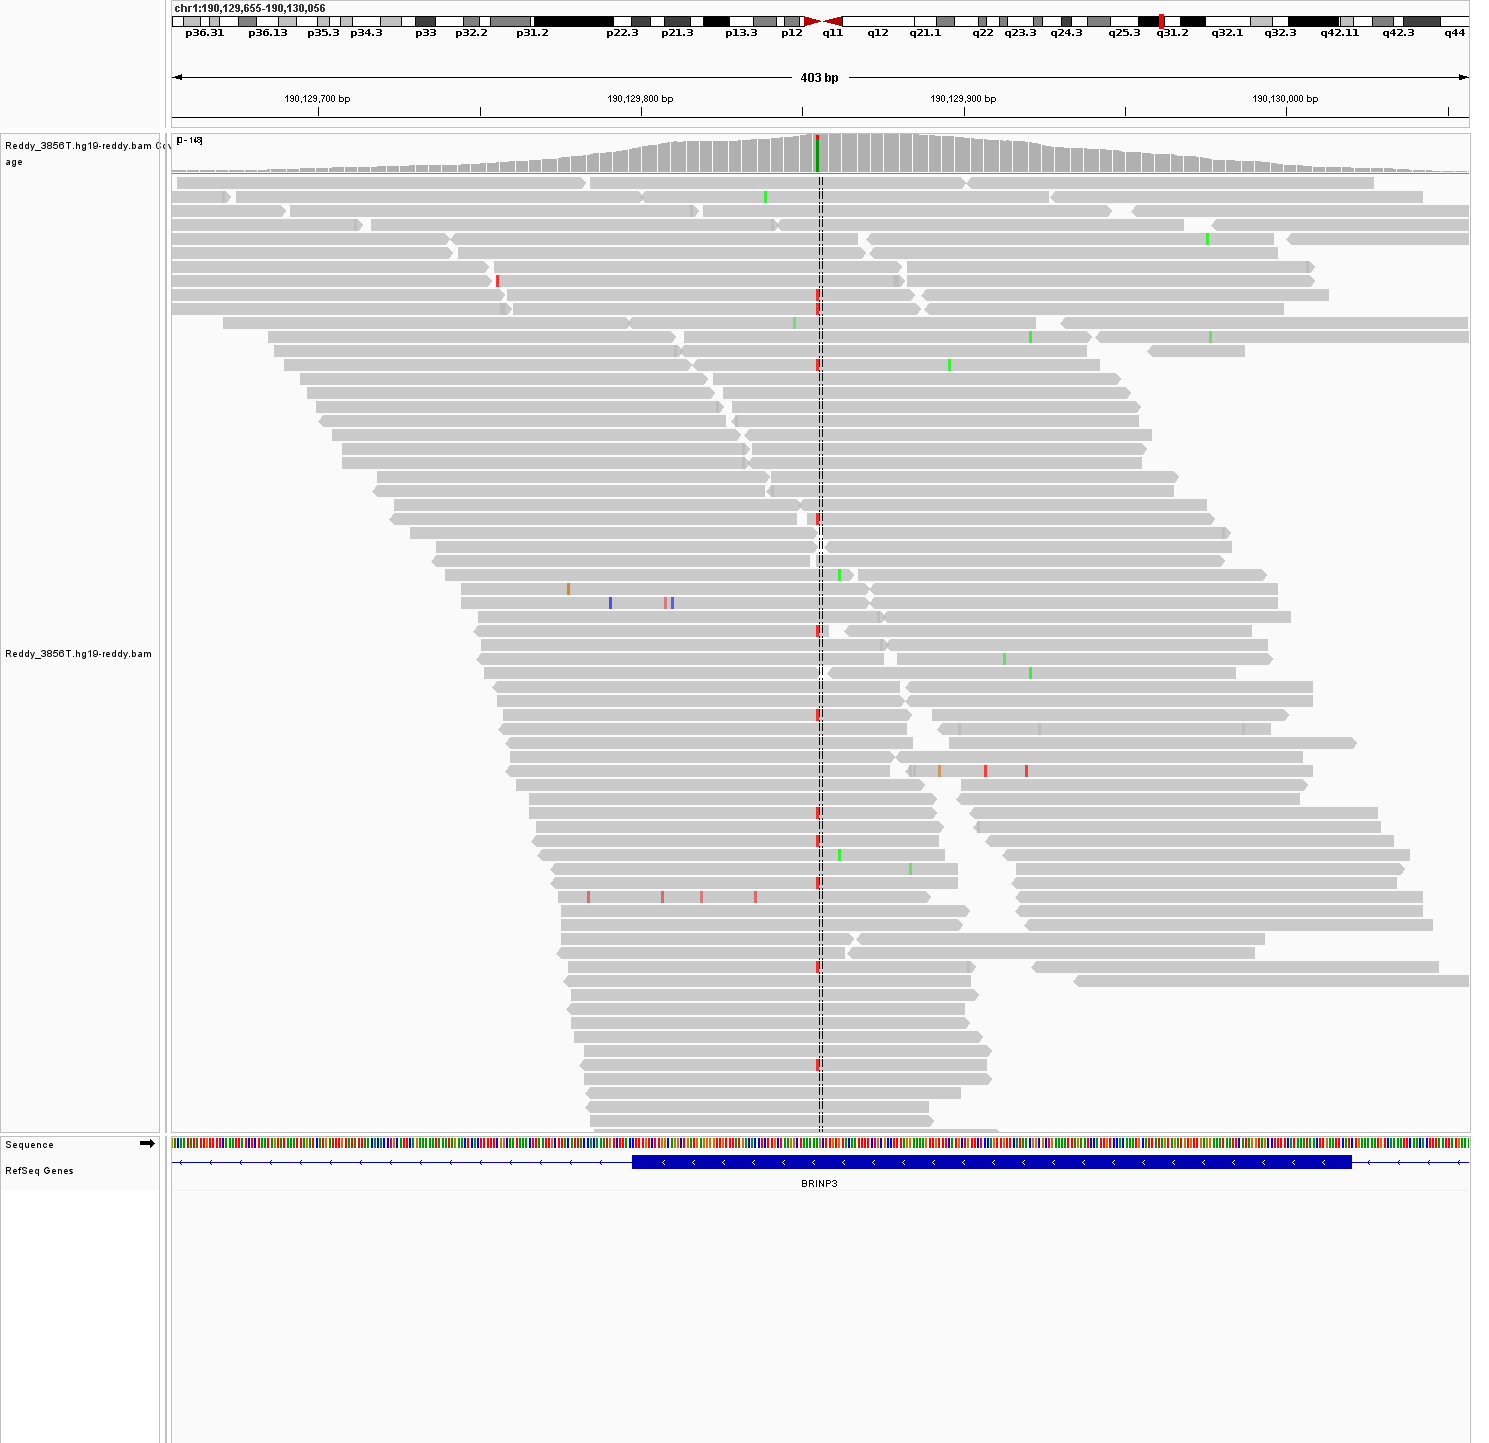 chr1:190,129,655-190,130,056
p36.31 p36.13 p35.3 p34.3 p33 p32.2 p31.2 p22.3 p21.3 p13.3 p12 q11 q12 q21.1 q22 q23.3 q24.3 q25.3 q31.2 q32.1 q32.3 q42.11 q42.3 q44
403 bp
190,129,700 bp 190,129,800 bp 190,129,900 bp 190,130,000 bp
Reddy_3856T.hg19-reddy.bam Cov
age
[0 - 148]
Reddy_3856T.hg19-reddy.bam
Sequence
RefSeq Genes
BRINP3